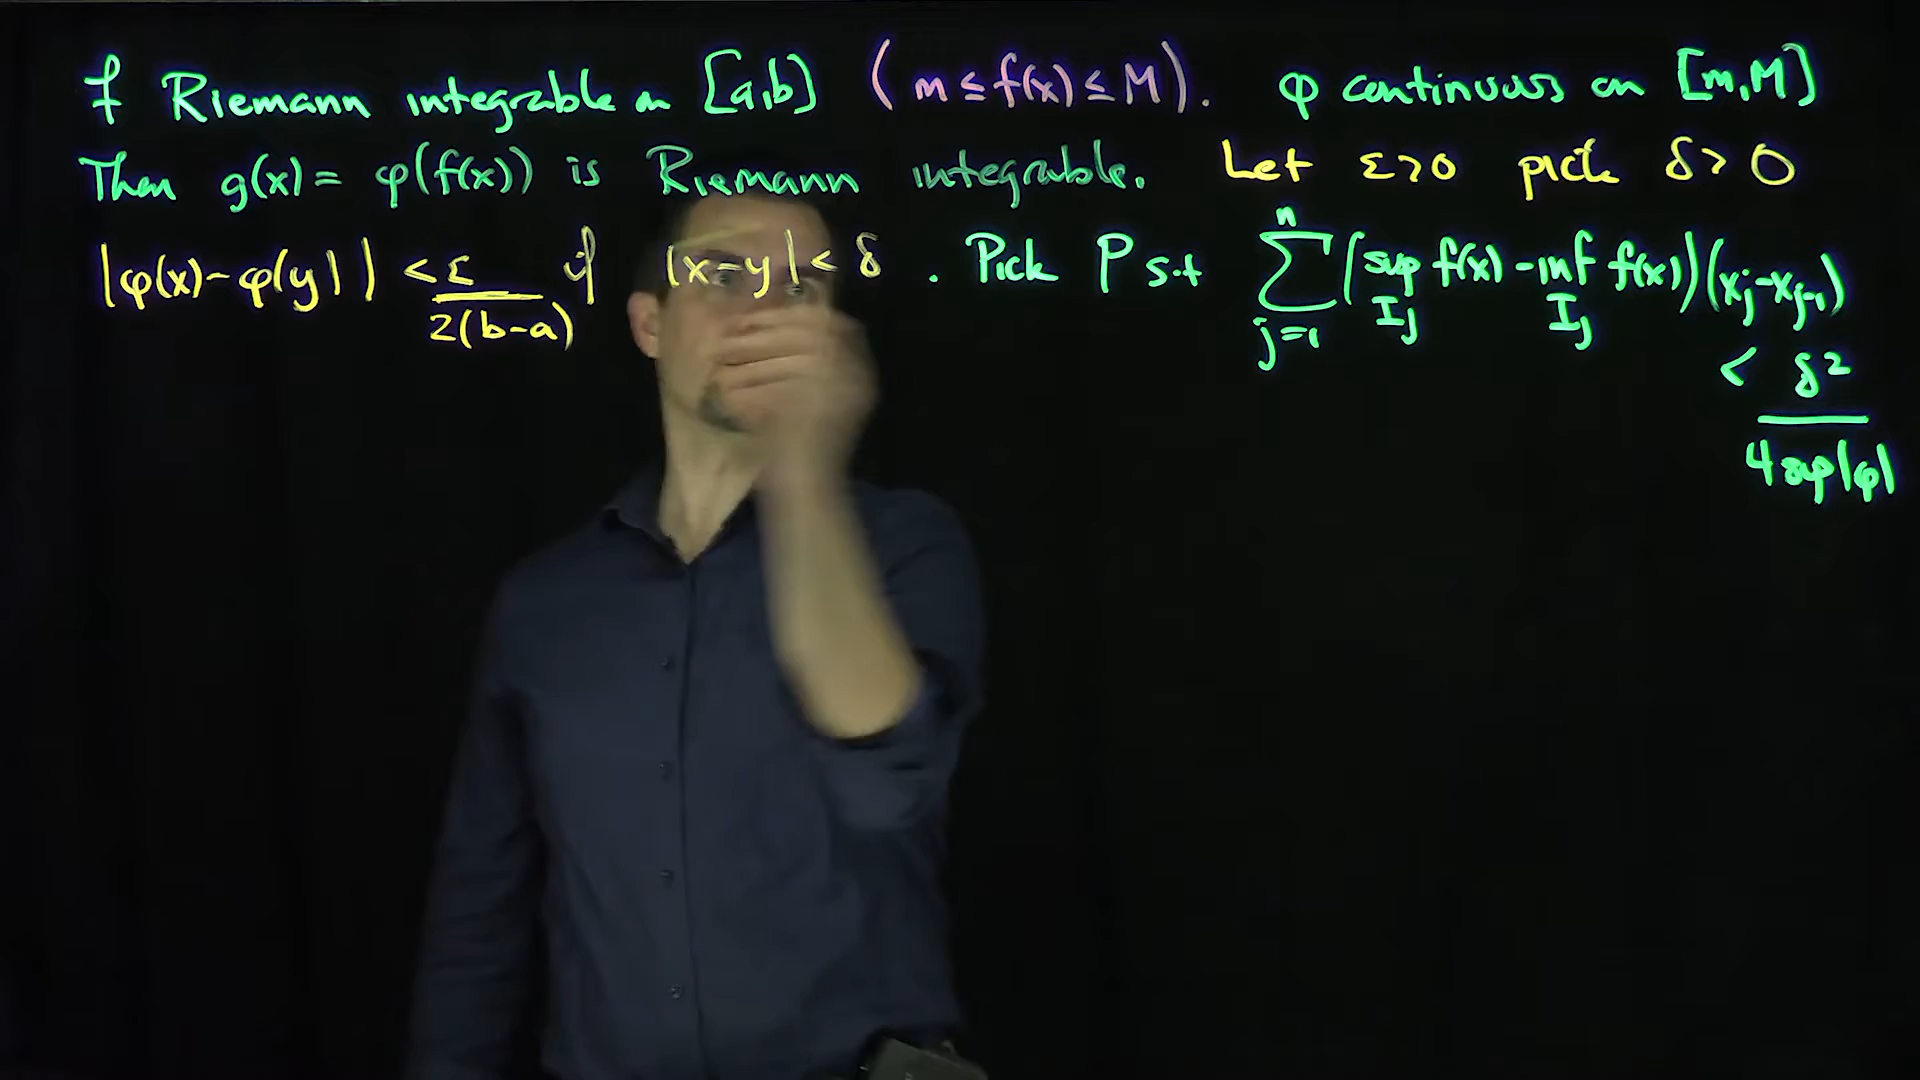 f Riemann integrable on [a,b] (m ≤ f(x) ≤ M). φ continuous on [m,M]
Then g(x) = φ(f(x)) is Riemann integrable. Let ε>0 pick δ>0
|φ(x)-φ(y)| < ε/2(b-a) if |x-y|<δ. Pick P s.t ∑_{j=1}^{n} (sup_{I_j} f(x) - inf_{I_j} f(x))(x_j-x_{j-1})
< δ²/4 sup|φ|